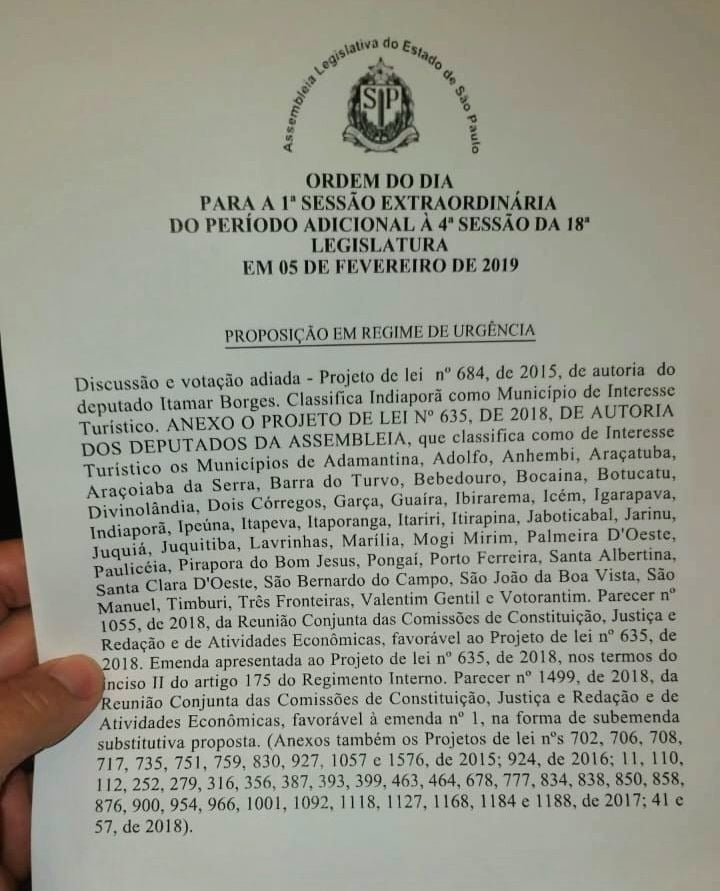 Assembleia Legislativa do Estado de São Paulo
SP
ORDEM DO DIA
PARA A 1ª SESSÃO EXTRAORDINÁRIA
DO PERÍODO ADICIONAL À 4ª SESSÃO DA 18ª
LEGISLATURA
EM 05 DE FEVEREIRO DE 2019
PROPOSIÇÃO EM REGIME DE URGÊNCIA
Discussão e votação adiada - Projeto de lei nº 684, de 2015, de autoria do
deputado Itamar Borges. Classifica Indiaporã como Município de Interesse
Turístico. ANEXO O PROJETO DE LEI Nº 635, DE 2018, DE AUTORIA
DOS DEPUTADOS DA ASSEMBLEIA, que classifica como de Interesse
Turístico os Municípios de Adamantina, Adolfo, Anhembi, Araçatuba,
Araçoiaba da Serra, Barra do Turvo, Bebedouro, Bocaina, Botucatu,
Divinolândia, Dois Córregos, Garça, Guaíra, Ibirarema, Icém, Igarapava,
Indiaporã, Ipeúna, Itapeva, Itaporanga, Itariri, Itirapina, Jaboticabal, Jarinu,
Juquiá, Juquitiba, Lavrinhas, Marília, Mogi Mirim, Palmeira D'Oeste,
Paulicéia, Pirapora do Bom Jesus, Pongaí, Porto Ferreira, Santa Albertina,
Santa Clara D'Oeste, São Bernardo do Campo, São João da Boa Vista, São
Manuel, Timburi, Três Fronteiras, Valentim Gentil e Votorantim. Parecer nº
1055, de 2018, da Reunião Conjunta das Comissões de Constituição, Justiça e
Redação e de Atividades Econômicas, favorável ao Projeto de lei nº 635, de
2018. Emenda apresentada ao Projeto de lei nº 635, de 2018, nos termos do
inciso II do artigo 175 do Regimento Interno. Parecer nº 1499, de 2018, da
Reunião Conjunta das Comissões de Constituição, Justiça e Redação e de
Atividades Econômicas, favorável à emenda nº 1, na forma de subemenda
substitutiva proposta. (Anexos também os Projetos de lei nºs 702, 706, 708,
717, 735, 751, 759, 830, 927, 1057 e 1576, de 2015; 924, de 2016; 11, 110,
112, 252, 279, 316, 356, 387, 393, 399, 463, 464, 678, 777, 834, 838, 850, 858,
876, 900, 954, 966, 1001, 1092, 1118, 1127, 1168, 1184 e 1188, de 2017; 41 e
57, de 2018).